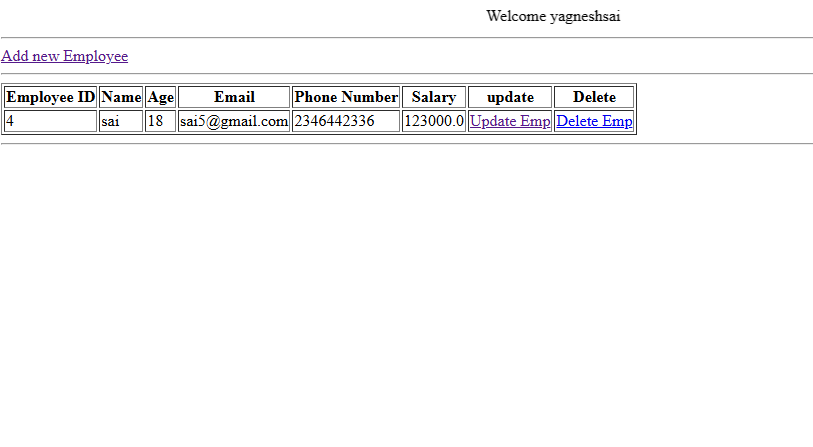 Welcome yagneshsai
Add new Employee
Employee ID Name Age Email Phone Number Salary update Delete
4 sai 18 sai5@gmail.com 2346442336 123000.0 Update Emp Delete Emp